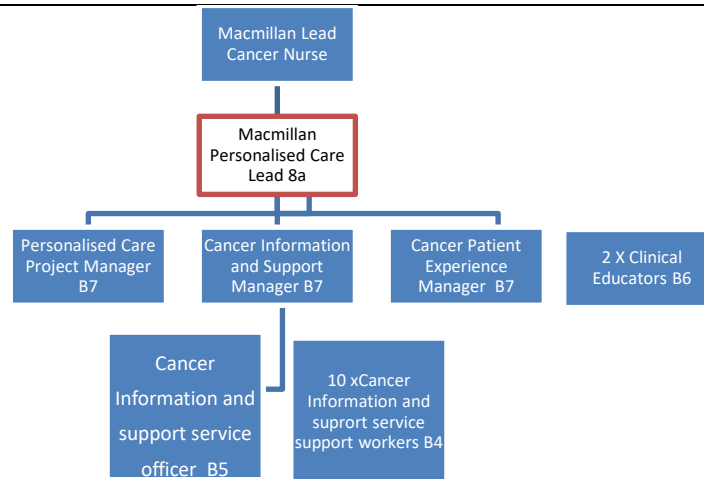 Macmillan Lead
Cancer Nurse
Macmillan
Personalised Care
Lead 8a
Personalised Care
Project Manager
B7
Cancer Information
and Support
Manager B7
Cancer Patient
Experience
Manager  B7
2 X Clinical
Educators B6
Cancer
Information and
support service
officer  B5
10 xCancer
Information and
suprort service
support workers B4